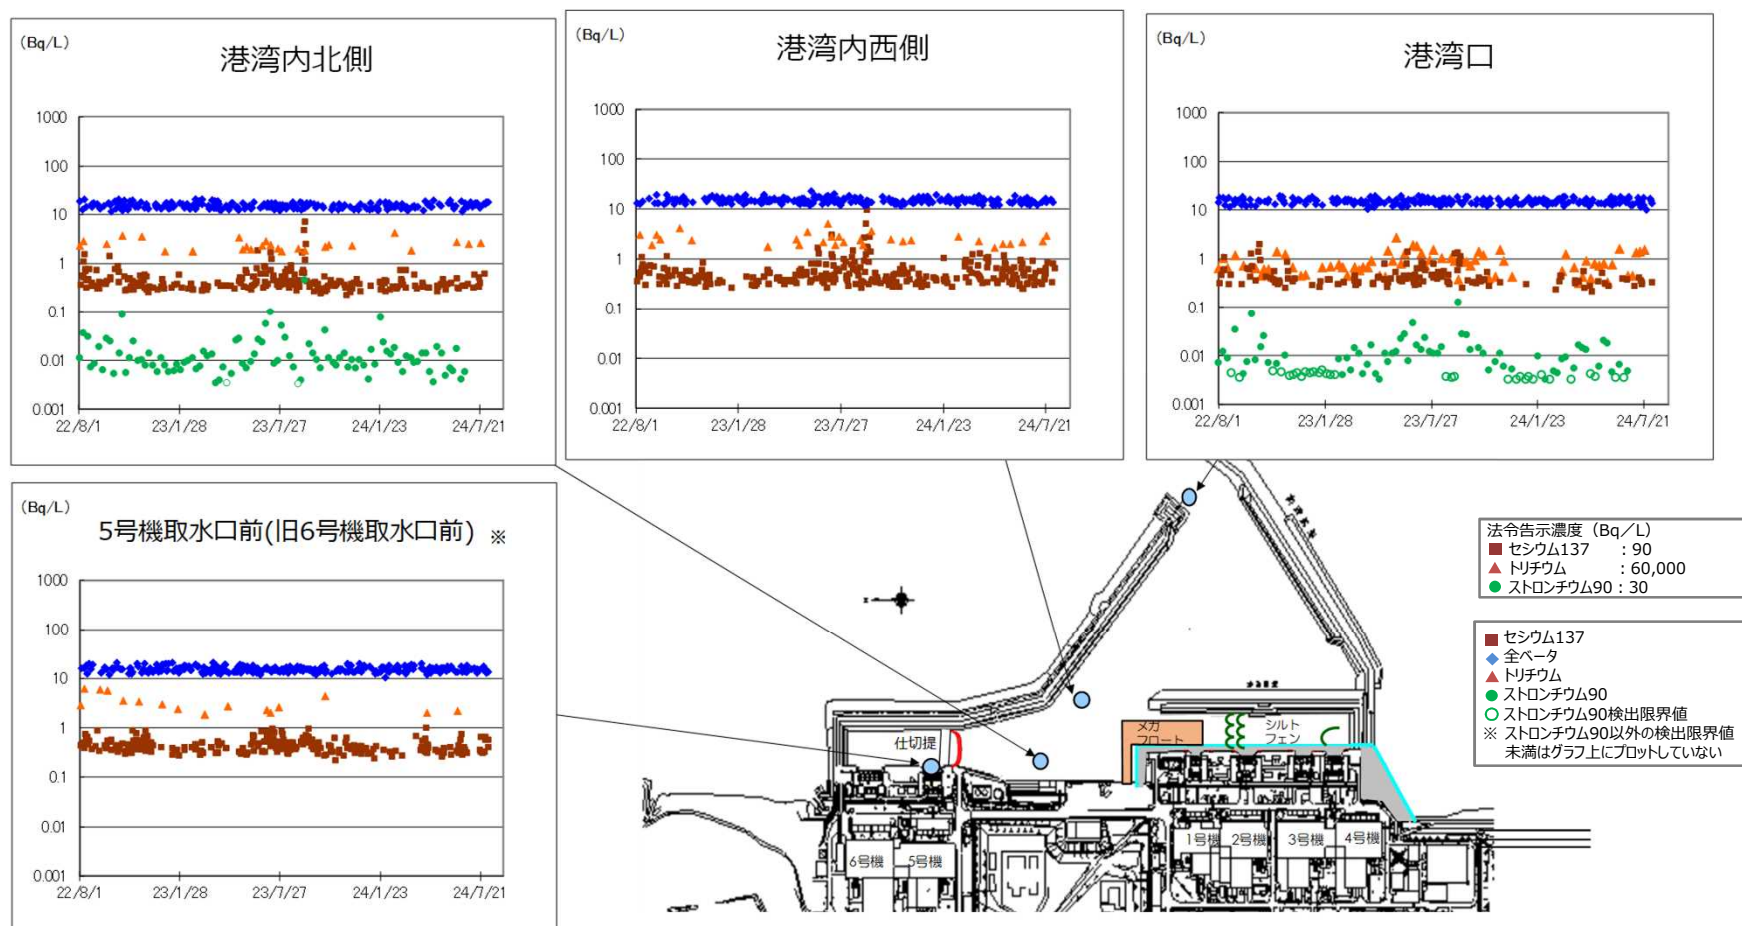 (Bq/L)
港湾内北側
1000
100
10
1
0.1
0.01
0.001
22/8/1
23/1/28
23/7/27
24/1/23
24/7/21
(Bq/L)
港湾内西側
1000
100
10
1
0.1
0.01
0.001
22/8/1
23/1/28
23/7/27
24/1/23
24/7/21
(Bq/L)
港湾口
1000
100
10
1
0.1
0.01
0.001
22/8/1
23/1/28
23/7/27
24/1/23
24/7/21
(Bq/L)
5号機取水口前(旧6号機取水口前) ※
1000
100
10
1
0.1
0.01
0.001
22/8/1
23/1/28
23/7/27
24/1/23
24/7/21
法令告示濃度 (Bq/L)
セシウム137 : 90
トリチウム : 60,000
ストロンチウム90 : 30
セシウム137
全ベータ
トリチウム
ストロンチウム90
ストロンチウム90検出限界値
※ ストロンチウム90以外の検出限界値
未満はグラフ上にプロットしていない
仕切堤
メガ
フロート
シルト
フェン
6号機
5号機
1号機
2号機
3号機
4号機